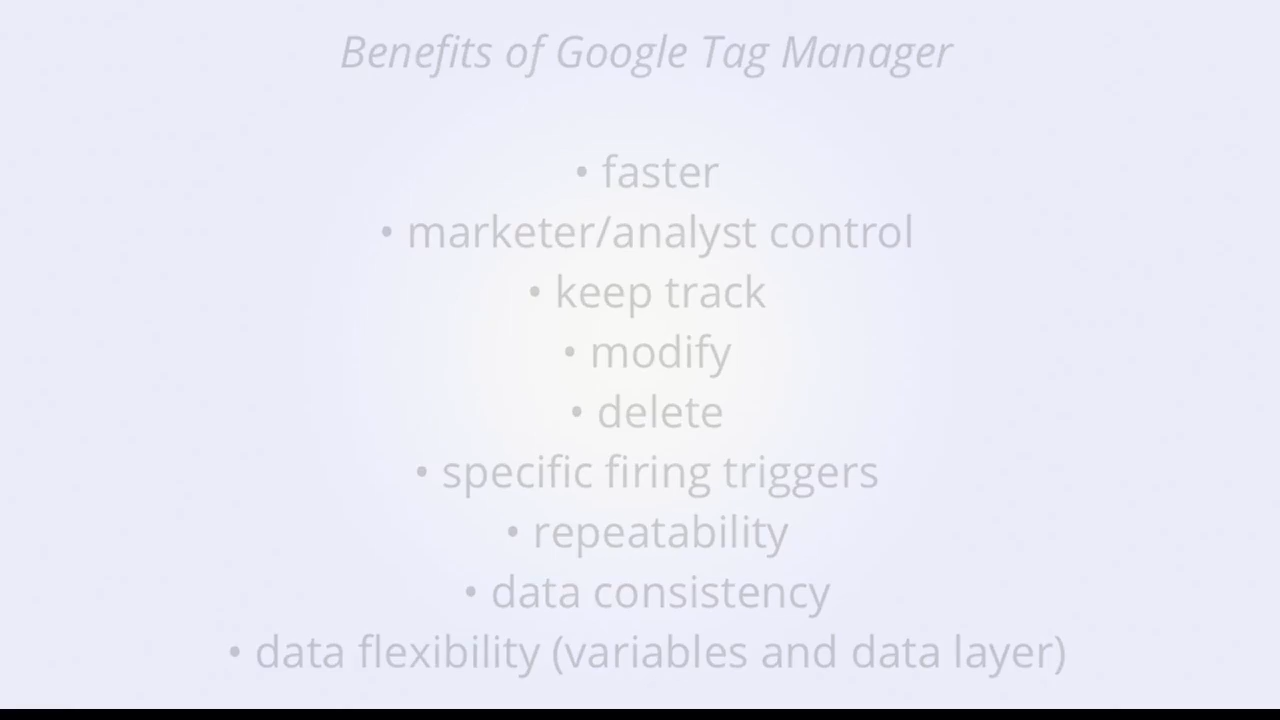 Benefits of Google Tag Manager
• faster
• marketer/analyst control
• keep track
• modify
• delete
• specific firing triggers
• repeatability
• data consistency
• data flexibility (variables and data layer)